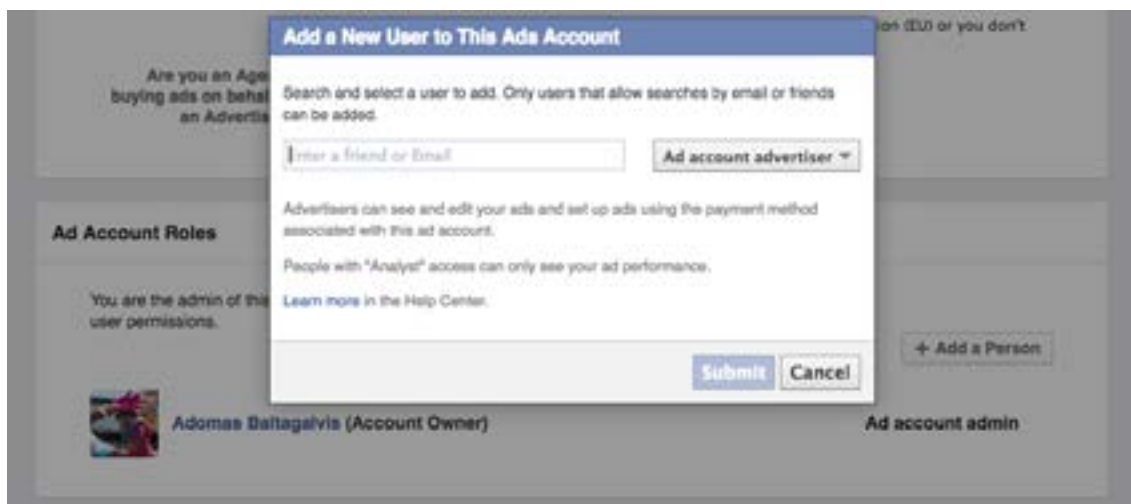 Add a New User to This Ads Account
ion (EU) or you don't
Are you an Age
buying ads on behal
an Advertis
Search and select a user to add. Only users that allow searches by email or friends
can be added.
Enter a friend or Email
Ad account advertiser
Advertisers can see and edit your ads and set up ads using the payment method
associated with this ad account.
People with "Analyst" access can only see your ad performance.
Learn more in the Help Center.
Submit Cancel
Ad Account Roles
You are the admin of this
user permissions.
+ Add a Person
Adomas Baltagalvis (Account Owner)
Ad account admin